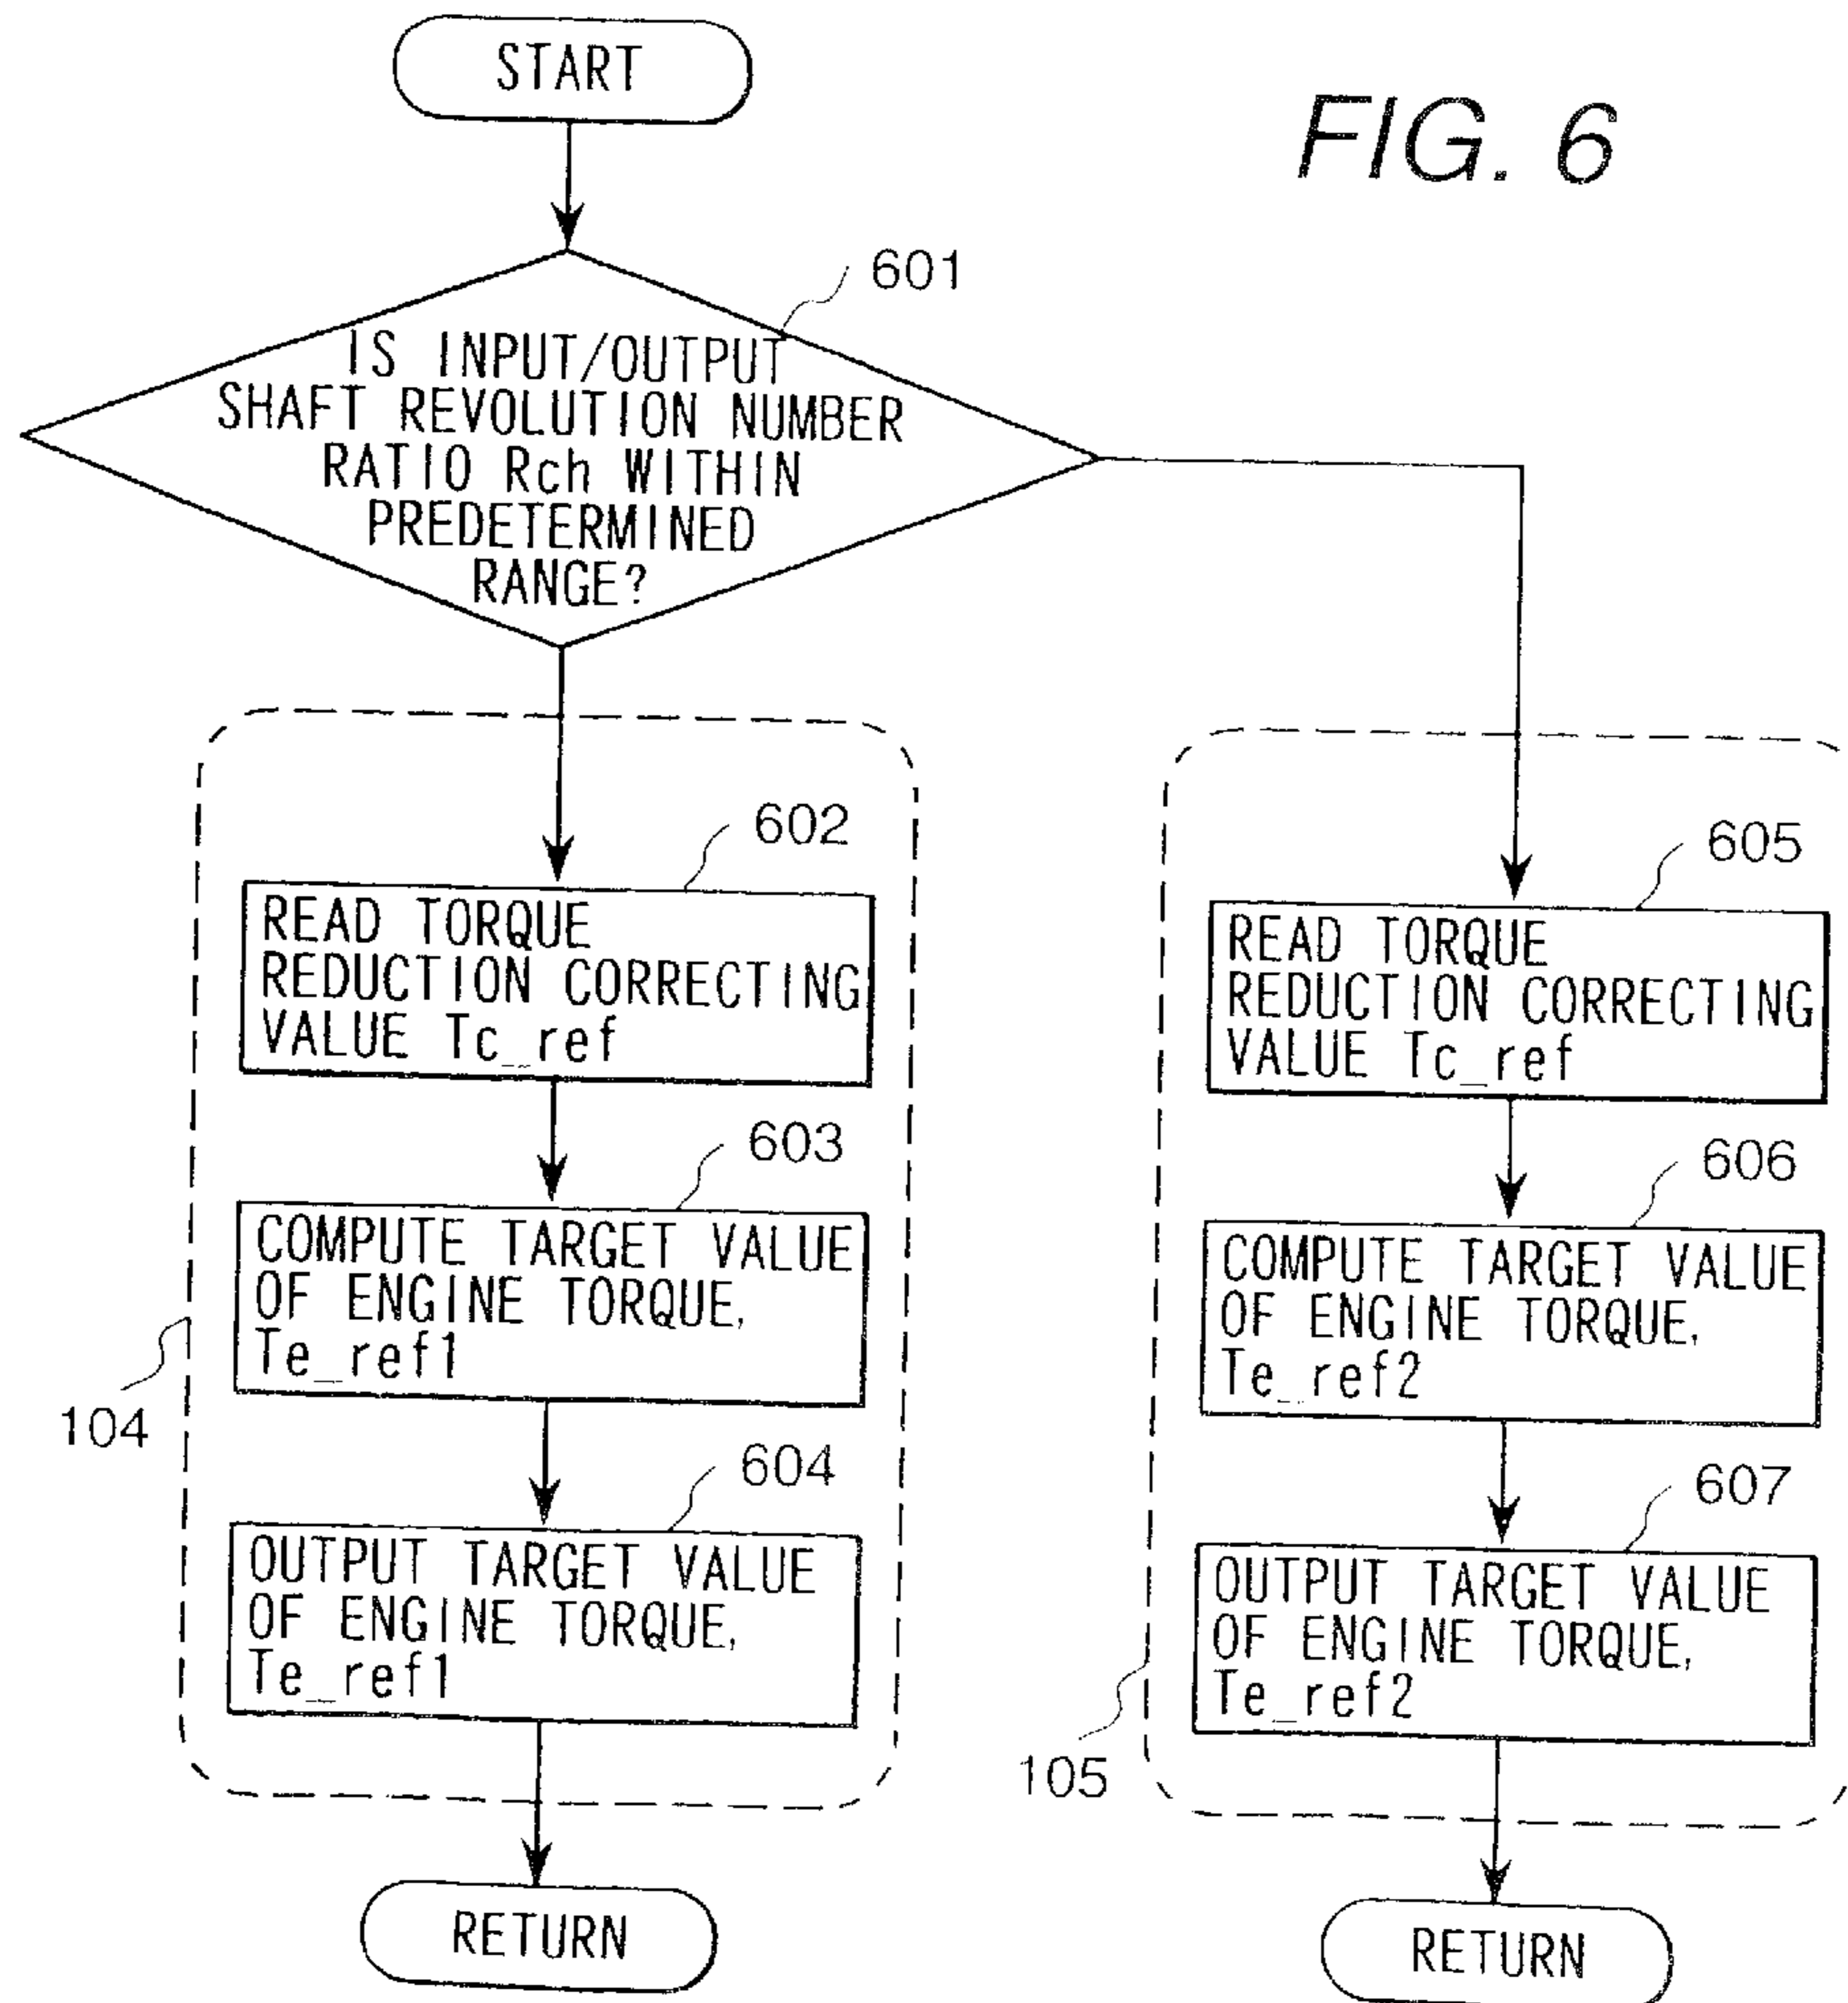 START
FIG. 6
601
IS INPUT/OUTPUT
SHAFT REVOLUTION NUMBER
RATIO Rch WITHIN
PREDETERMINED
RANGE?
602
READ TORQUE
REDUCTION CORRECTING
VALUE Tc_ref
603
COMPUTE TARGET VALUE
OF ENGINE TORQUE,
Te_ref1
104
604
OUTPUT TARGET VALUE
OF ENGINE TORQUE,
Te_ref1
RETURN
605
READ TORQUE
REDUCTION CORRECTING
VALUE Tc_ref
606
COMPUTE TARGET VALUE
OF ENGINE TORQUE,
Te_ref2
607
OUTPUT TARGET VALUE
OF ENGINE TORQUE,
Te_ref2
105
RETURN